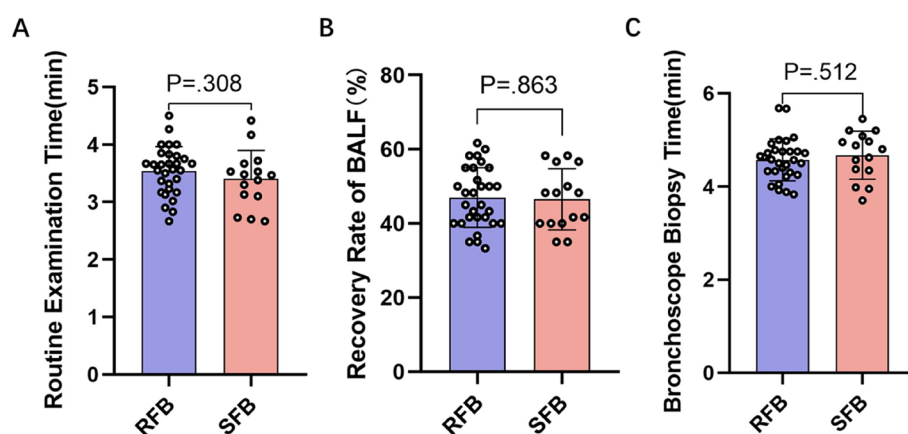 A
Routine Examination Time(min)
P=.308
5
4
3
2
1
0
RFB
SFB
B
Recovery Rate of BALF(%)
P=.863
80
60
40
20
0
RFB
SFB
C
Bronchoscope Biopsy Time(min)
P=.512
6
4
2
0
RFB
SFB